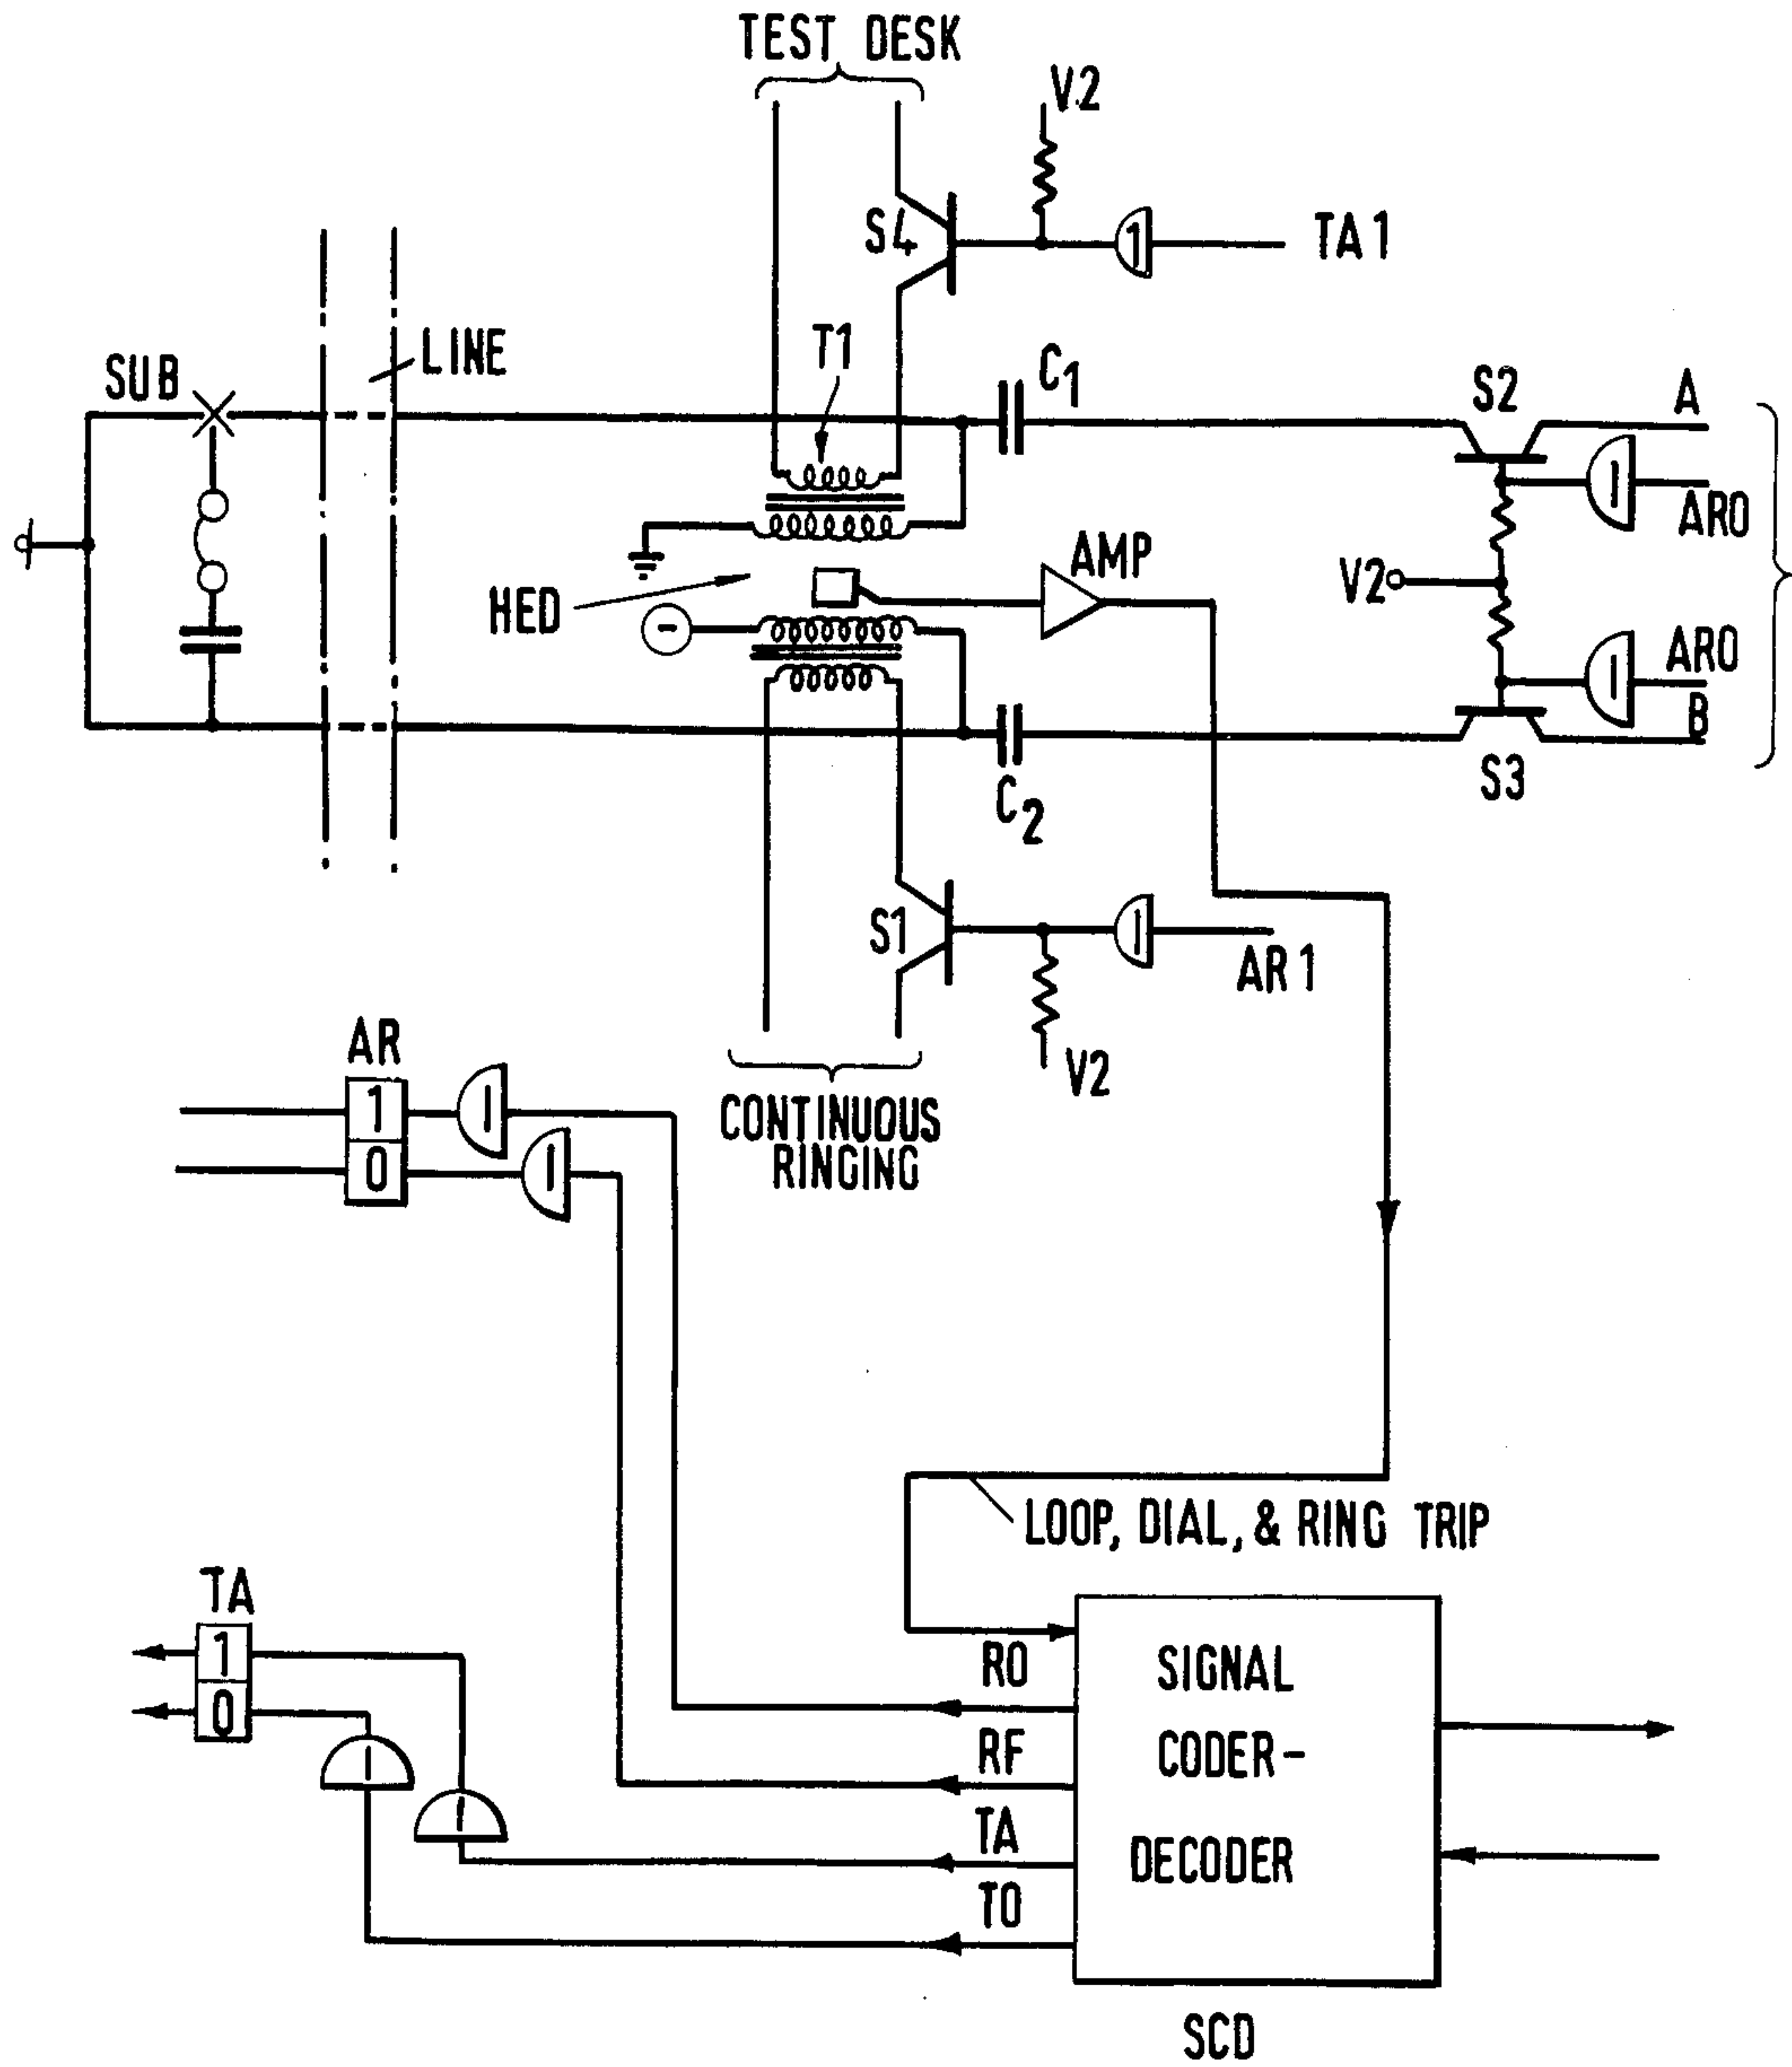 TEST DESK
V.2
S4
1
TA1
T1
LINE
SUB
C1
S2
A
ARO
HED
AMP
V2
-
ARO
B
S3
C2
S1
AR1
V2
AR
1
0
CONTINUOUS
RINGING
LOOP, DIAL, & RING TRIP
TA
1
0
RO
RF
TA
TO
SIGNAL
CODER-
DECODER
SCD